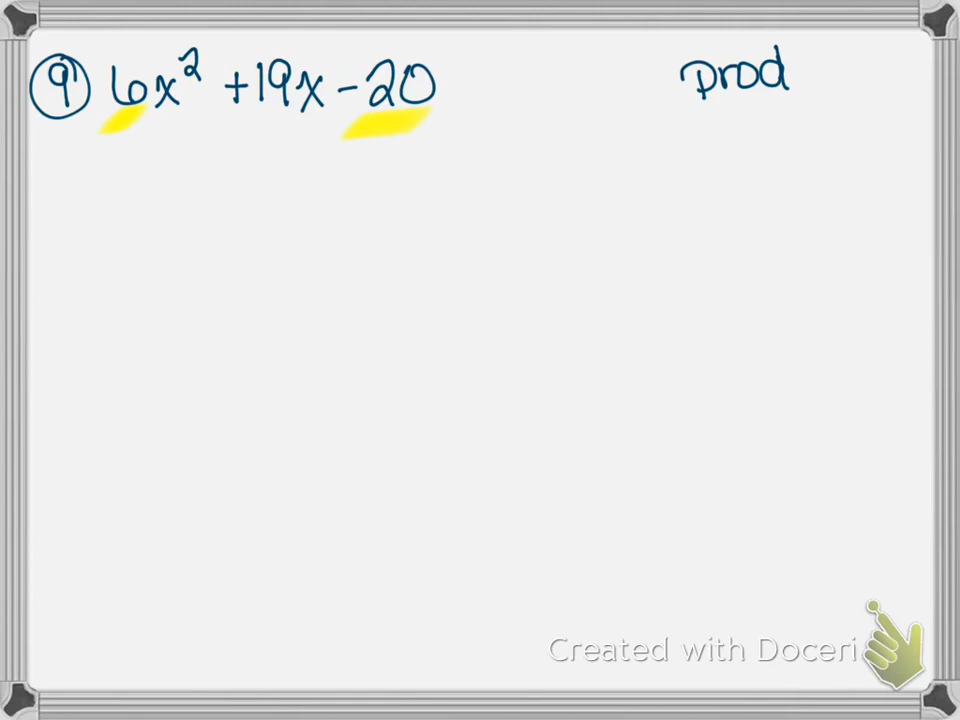 9) 6x² + 19x - 20 prod
Created with Doceri